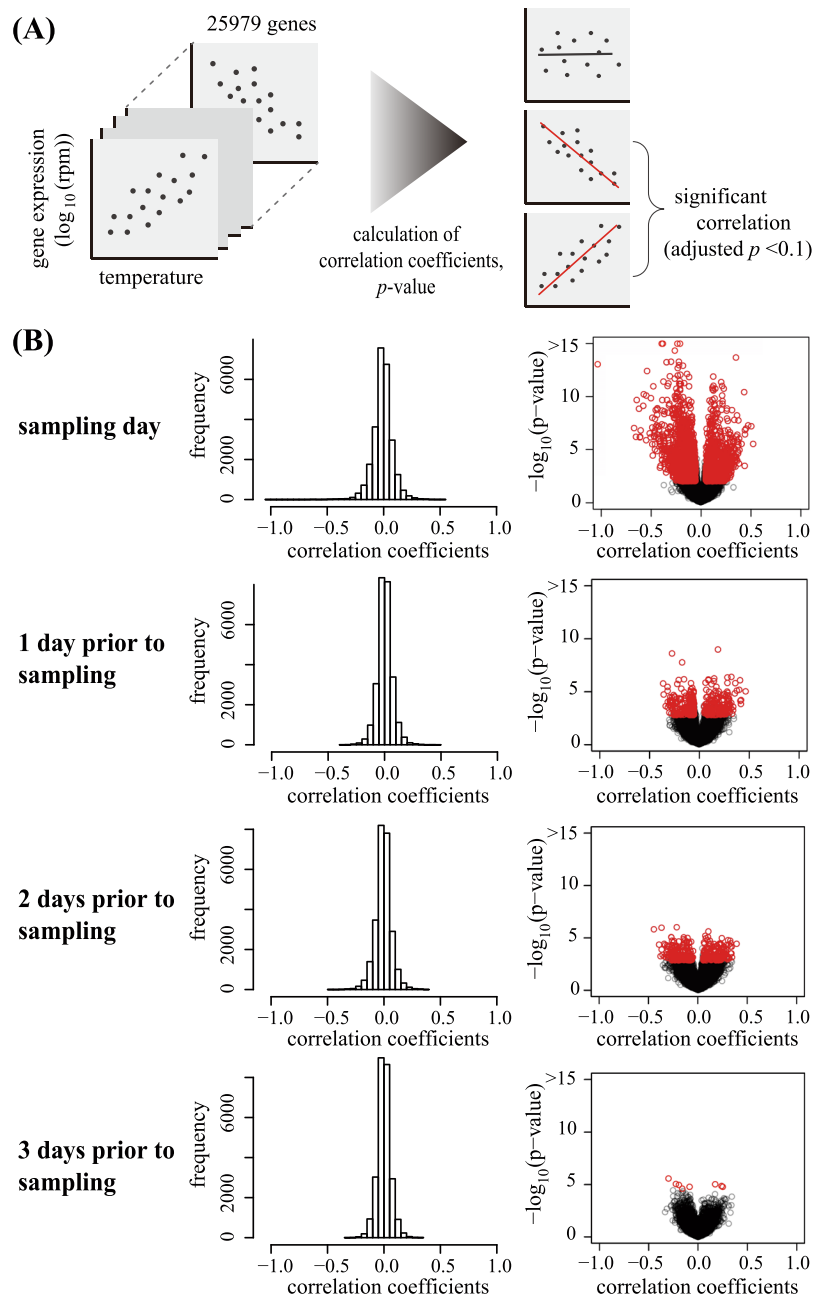 (A)
25979 genes
gene expression
(log10 (rpm))
temperature
calculation of
correlation coefficients,
p-value
significant
correlation
(adjusted p <0.1)
(B)
sampling day
frequency
0 2000 6000
−1.0 −0.5 0.0 0.5 1.0
correlation coefficients
−log10(p−value)
0 5 10 >15
−1.0 −0.5 0.0 0.5 1.0
correlation coefficients
1 day prior to
sampling
frequency
0 2000 6000
−1.0 −0.5 0.0 0.5 1.0
correlation coefficients
−log10(p−value)
0 5 10 >15
−1.0 −0.5 0.0 0.5 1.0
correlation coefficients
2 days prior to
sampling
frequency
0 2000 6000
−1.0 −0.5 0.0 0.5 1.0
correlation coefficients
−log10(p−value)
0 5 10 >15
−1.0 −0.5 0.0 0.5 1.0
correlation coefficients
3 days prior to
sampling
frequency
0 2000 6000
−1.0 −0.5 0.0 0.5 1.0
correlation coefficients
−log10(p−value)
0 5 10 >15
−1.0 −0.5 0.0 0.5 1.0
correlation coefficients